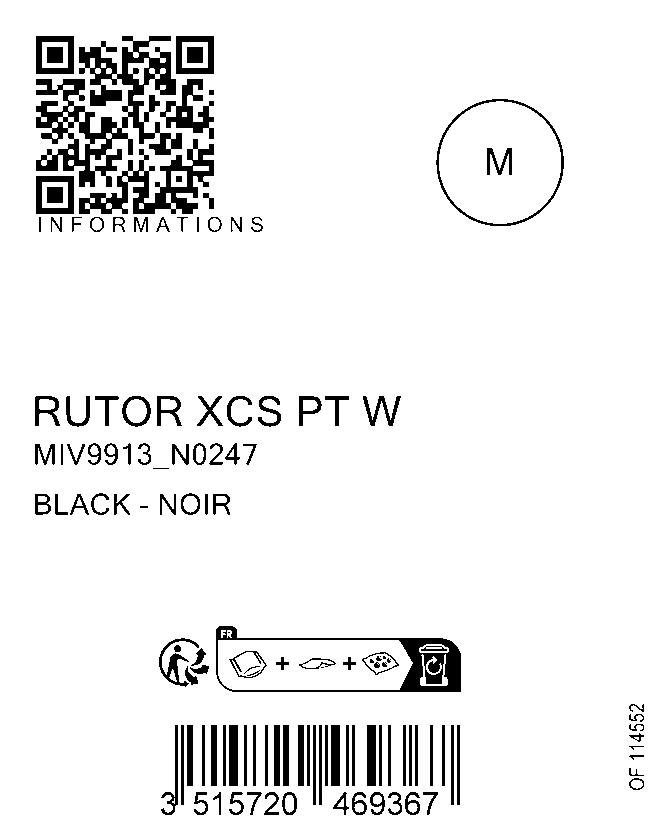 INFORMATIONS
M
RUTOR XCS PT W
MIV9913_N0247
BLACK - NOIR
FR
3 515720 469367
OF 114552